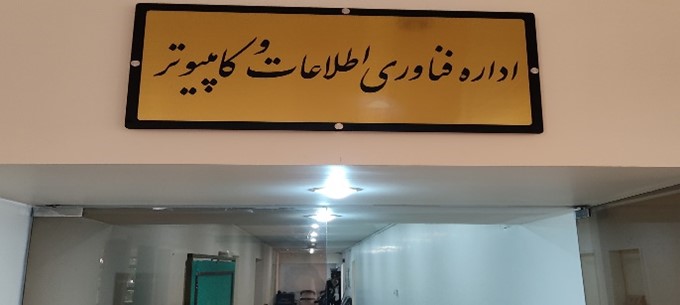 اداره فناوری اطلاعات و کامپیوتر